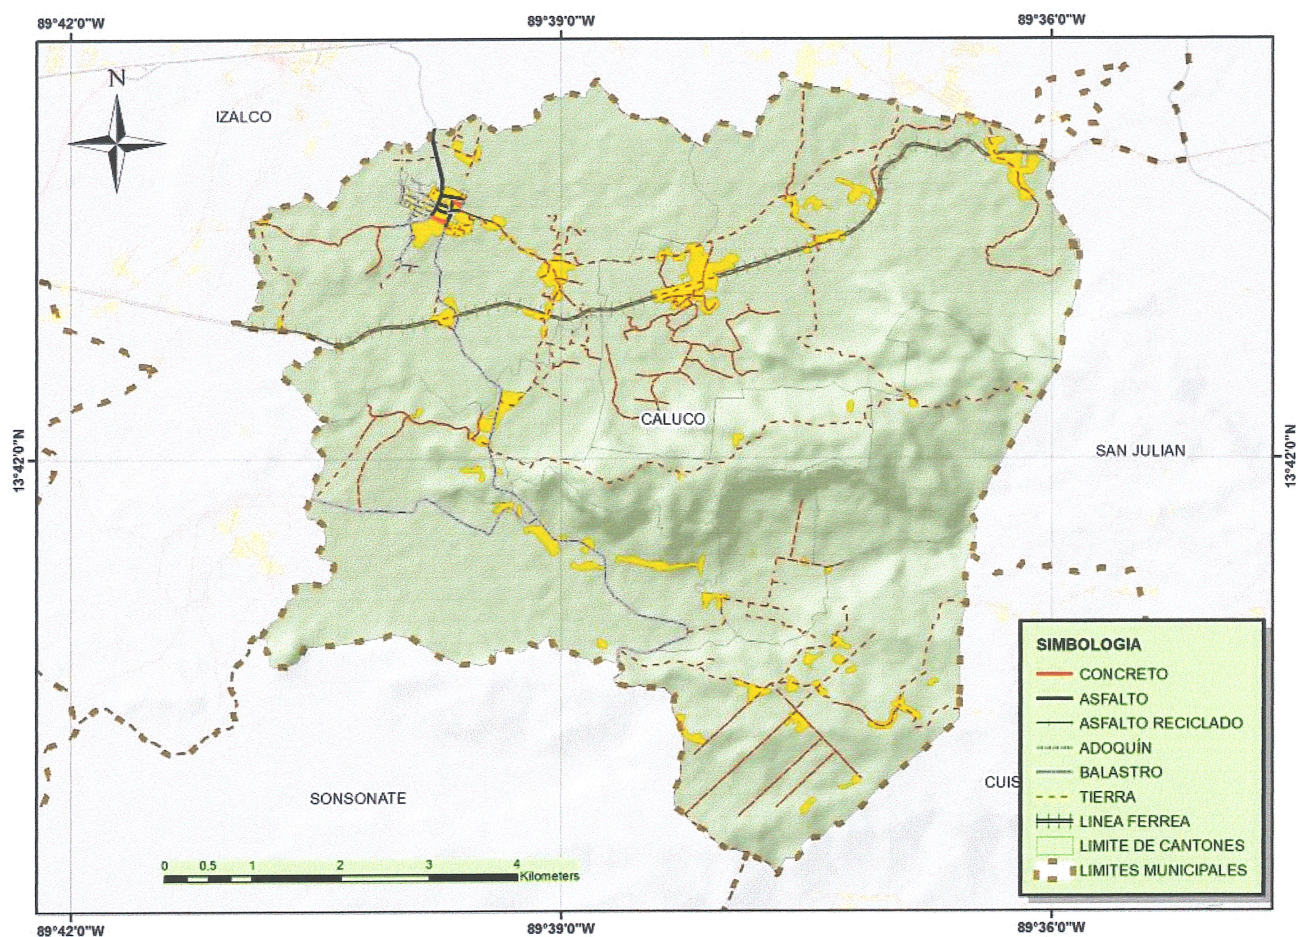 89°42'0"W
89°39'0"W
89°36'0"W
N
IZALCO
CALUCO
SAN JULIAN
13°42'0"N
13°42'0"N
SONSONATE
CUIS
SIMBOLOGIA
CONCRETO
ASFALTO
ASFALTO RECICLADO
ADOQUÍN
BALASTRO
TIERRA
LINEA FERREA
LIMITE DE CANTONES
LIMITES MUNICIPALES
0 0.5 1 2 3 4
Kilometers
89°42'0"W
89°39'0"W
89°36'0"W